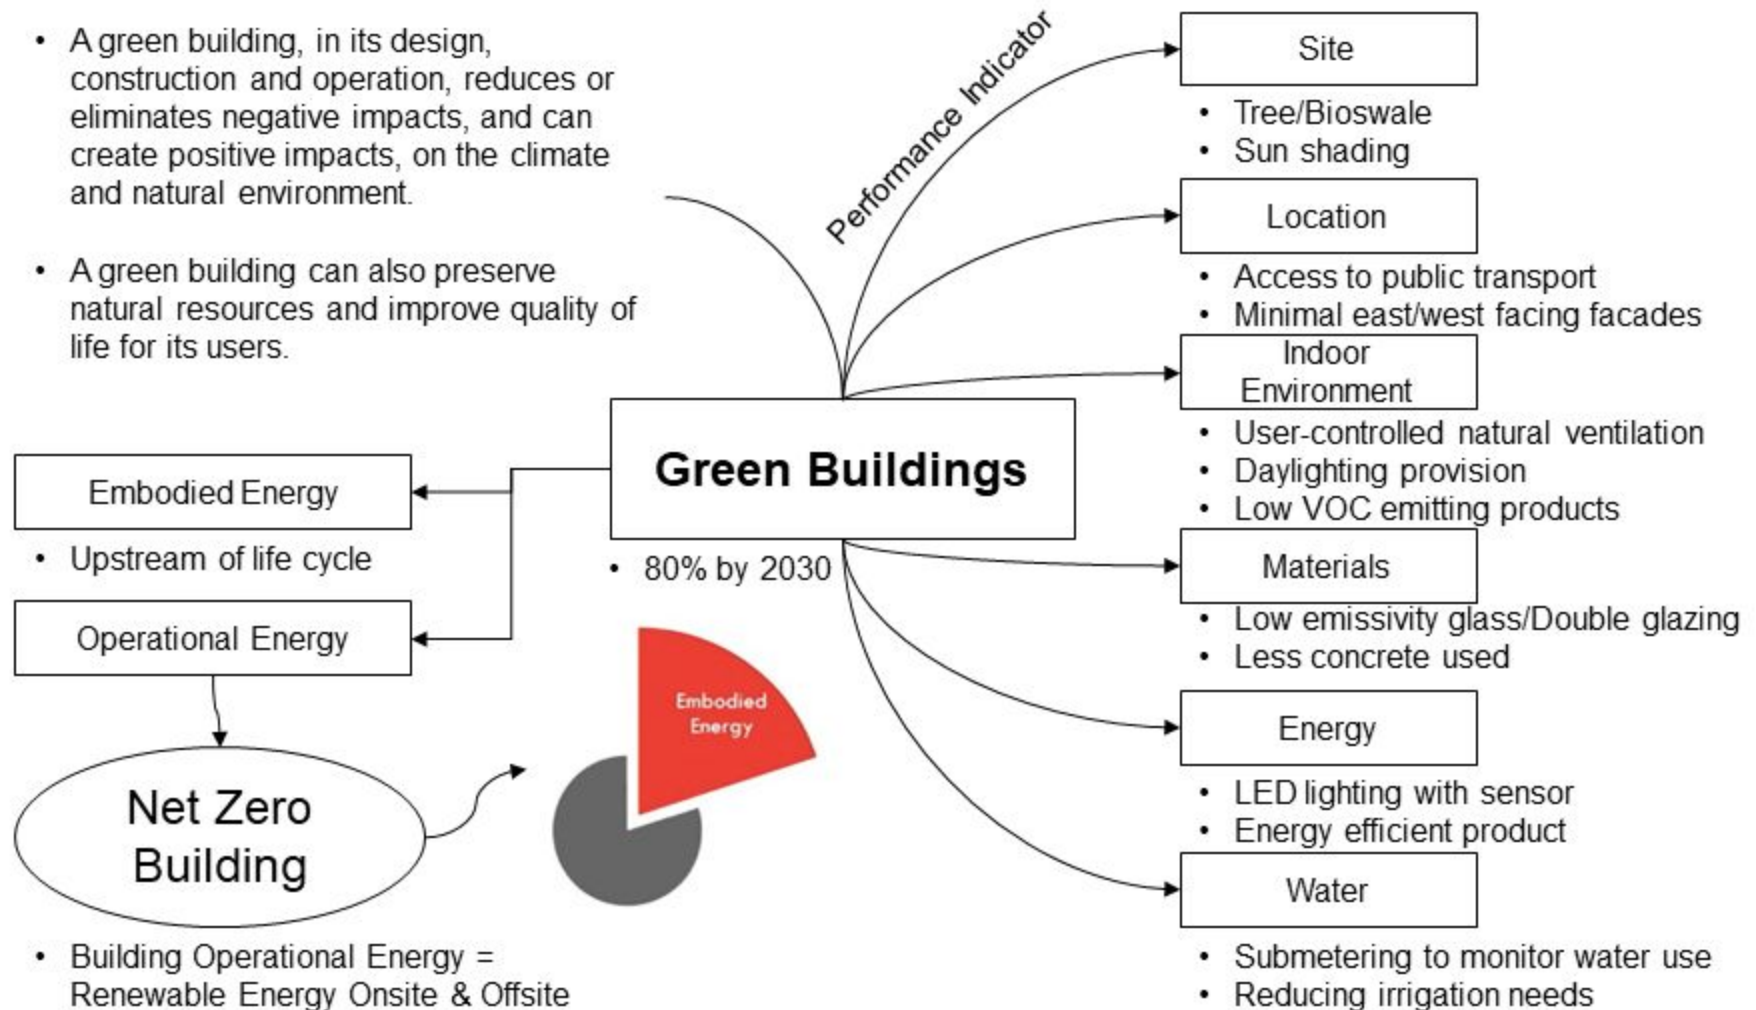 • A green building, in its design,
construction and operation, reduces or
eliminates negative impacts, and can
create positive impacts, on the climate
and natural environment.
• A green building can also preserve
natural resources and improve quality of
life for its users.
Performance Indicator
Green Buildings
• 80% by 2030
Embodied Energy
• Upstream of life cycle
Operational Energy
Net Zero
Building
• Building Operational Energy =
Renewable Energy Onsite & Offsite
Embodied
Energy
Site
• Tree/Bioswale
• Sun shading
Location
• Access to public transport
• Minimal east/west facing facades
Indoor
Environment
• User-controlled natural ventilation
• Daylighting provision
• Low VOC emitting products
Materials
• Low emissivity glass/Double glazing
• Less concrete used
Energy
• LED lighting with sensor
• Energy efficient product
Water
• Submetering to monitor water use
• Reducing irrigation needs